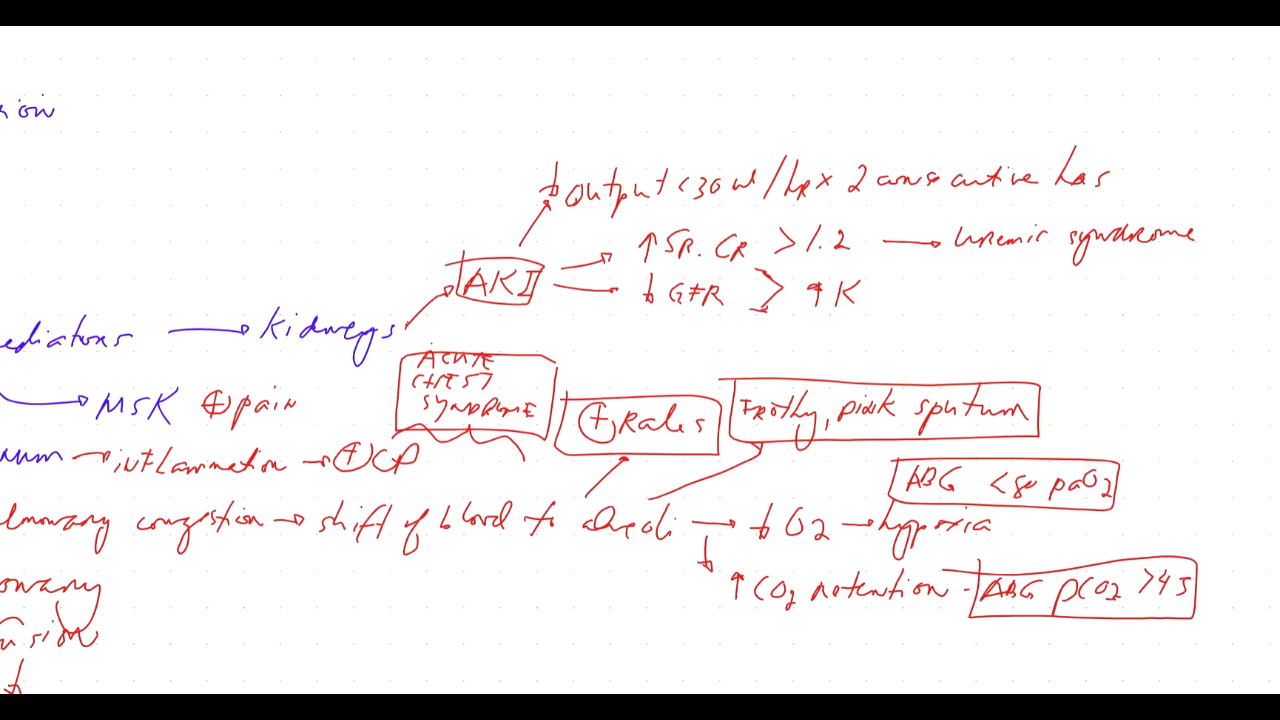 ion
↓ output <30 ml/hr x 2 consecutive hrs
↑ SR. CR > 1.2 → Uremic syndrome
AKI
↓ GFR > ↑ K
ediators → Kidneys
ACUTE
CHEST
SYNDROME
→ MSK ⊕ pain
⊕ Rales
Frothy, pink sputum
→ inflammation → ⊕ CP
ABG <80 paO2
lmonary congestion → shift of blood to alveoli → ↓ O2 → hypoxia
↑ CO2 retention - ABG pCO2 >45
onary
usion